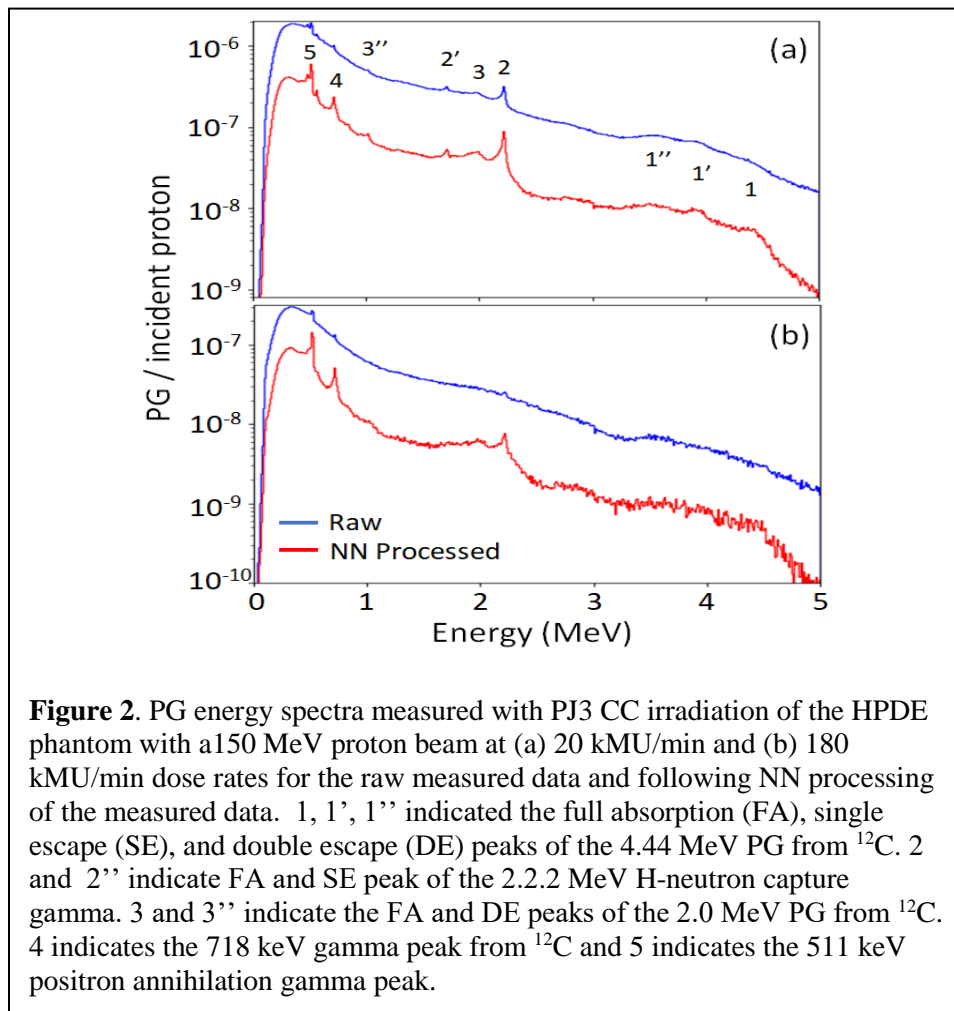 10⁻⁶
(a)
5
3’’
2’
3
2
4
10⁻⁷
1’’
1’
1
10⁻⁸
10⁻⁹
PG / incident proton
(b)
10⁻⁷
10⁻⁸
10⁻⁹
Raw
NN Processed
10⁻¹⁰
0 1 2 3 4 5
Energy (MeV)
Figure 2. PG energy spectra measured with PJ3 CC irradiation of the HPDE
phantom with a150 MeV proton beam at (a) 20 kMU/min and (b) 180
kMU/min dose rates for the raw measured data and following NN processing
of the measured data. 1, 1’, 1’’ indicated the full absorption (FA), single
escape (SE), and double escape (DE) peaks of the 4.44 MeV PG from ¹²C. 2
and 2’’ indicate FA and SE peak of the 2.2.2 MeV H-neutron capture
gamma. 3 and 3’’ indicate the FA and DE peaks of the 2.0 MeV PG from ¹²C.
4 indicates the 718 keV gamma peak from ¹²C and 5 indicates the 511 keV
positron annihilation gamma peak.